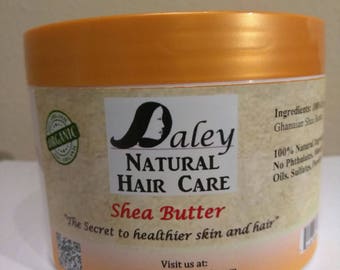 ORGANIC
Daley
NATURAL
HAIR CARE
Shea Butter
"The Secret to healthier skin and hair"
Visit us at:
Ingredients:
Ghanaian Shea
100% Natural
No Phthalates,
Oils, Sulfates,